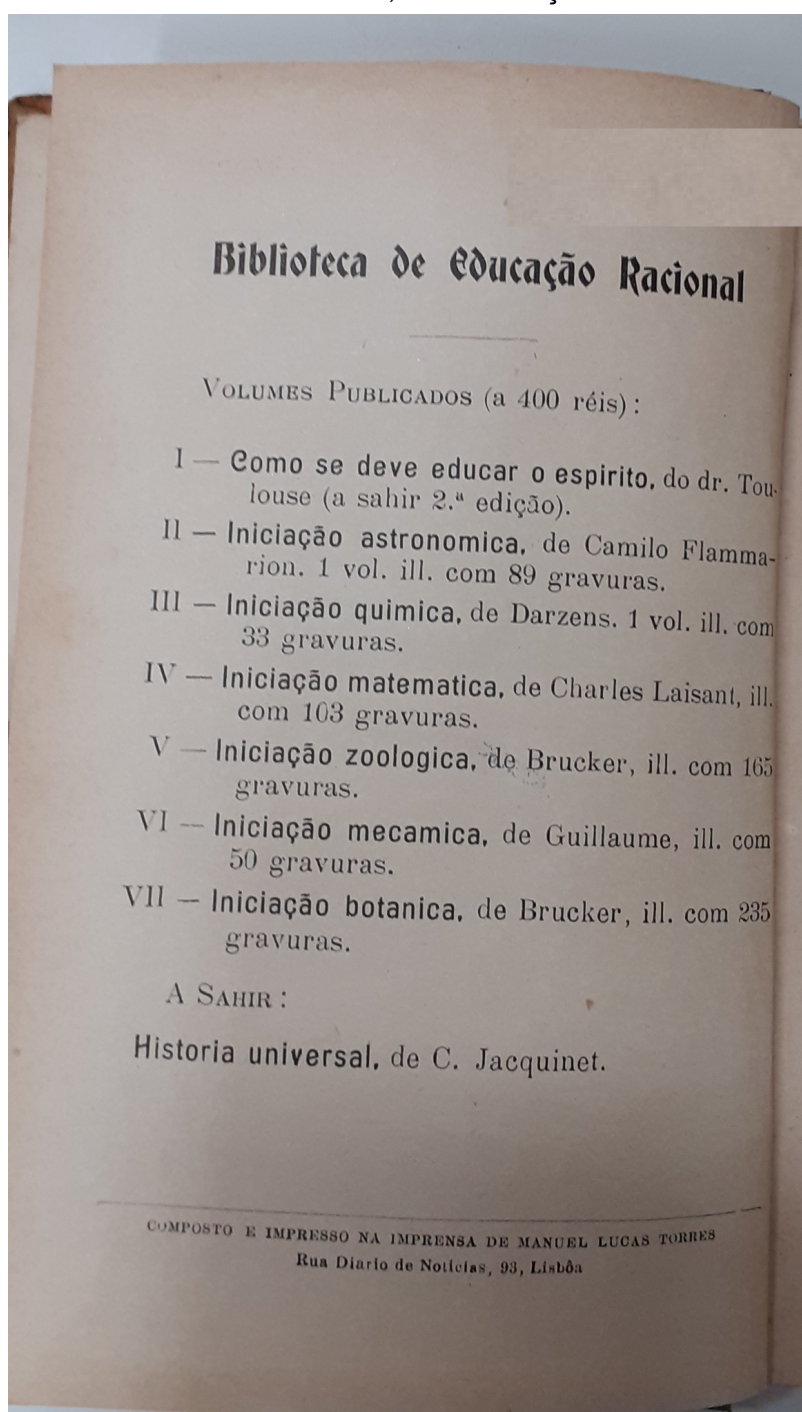 Biblioteca de Educação Racional
VOLUMES PUBLICADOS (a 400 réis):
I — Como se deve educar o espirito, do dr. Tou-
louse (a sahir 2.ª edição).
II — Iniciação astronomica, de Camilo Flamma-
rion. 1 vol. ill. com 89 gravuras.
III — Iniciação quimica, de Darzens. 1 vol. ill. com
33 gravuras.
IV — Iniciação matematica, de Charles Laisant, ill.
com 103 gravuras.
V — Iniciação zoologica, de Brucker, ill. com 165
gravuras.
VI — Iniciação mecamica, de Guillaume, ill. com
50 gravuras.
VII — Iniciação botanica, de Brucker, ill. com 235
gravuras.
A SAHIR:
Historia universal, de C. Jacquinet.
COMPOSTO E IMPRESSO NA IMPRENSA DE MANUEL LUCAS TORRES
Rua Diario de Noticias, 93, Lisbôa